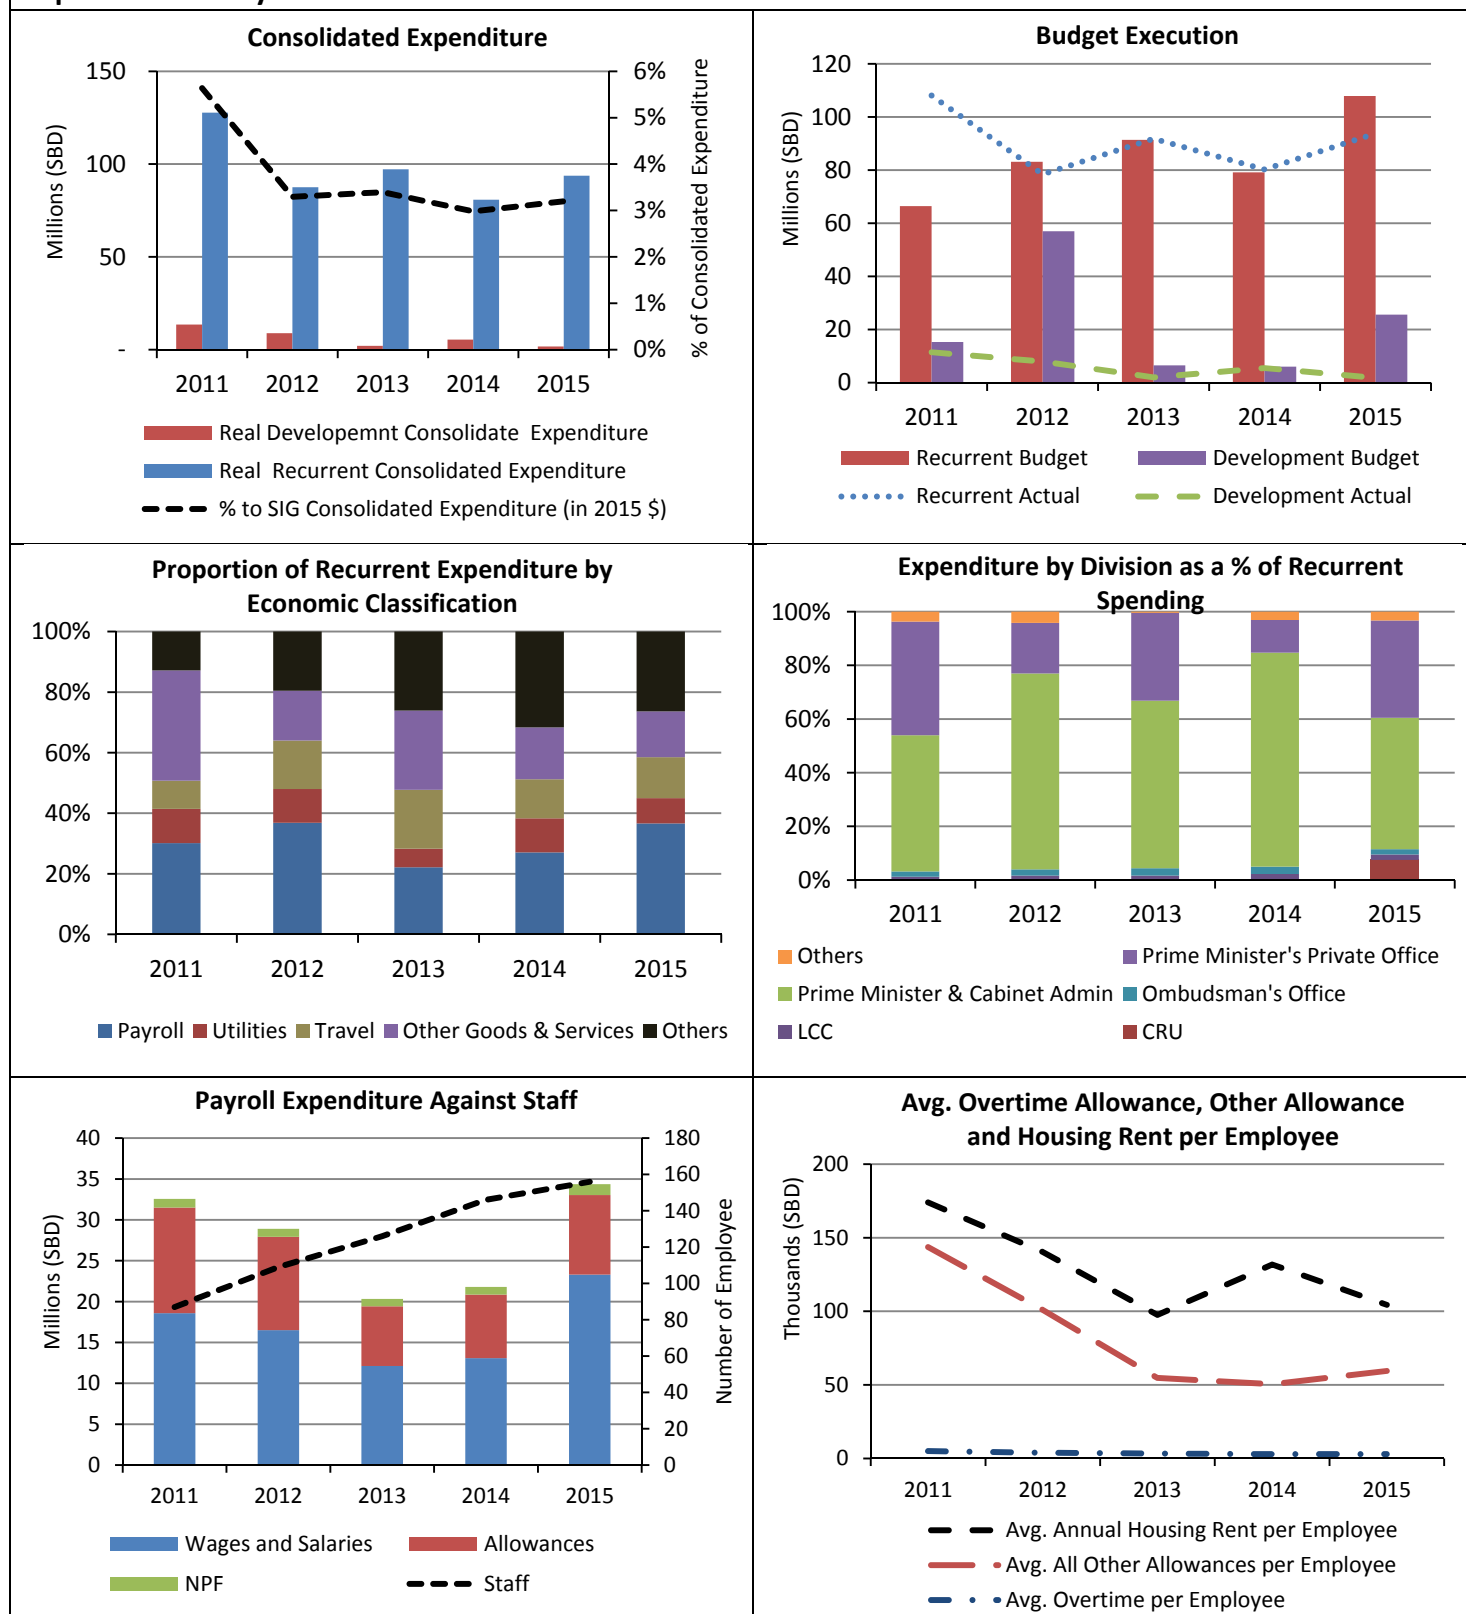 Consolidated Expenditure
150
100
50
-
Millions (SBD)
6%
5%
4%
3%
2%
1%
0%
% of Consolidated Expenditure
2011 2012 2013 2014 2015
Real Developemnt Consolidate Expenditure
Real Recurrent Consolidated Expenditure
% to SIG Consolidated Expenditure (in 2015 $)
Budget Execution
120
100
80
60
40
20
0
Millions (SBD)
2011 2012 2013 2014 2015
Recurrent Budget Development Budget
Recurrent Actual Development Actual
Proportion of Recurrent Expenditure by
Economic Classification
100%
80%
60%
40%
20%
0%
2011 2012 2013 2014 2015
Payroll Utilities Travel Other Goods & Services Others
Expenditure by Division as a % of Recurrent
Spending
100%
80%
60%
40%
20%
0%
2011 2012 2013 2014 2015
Others Prime Minister's Private Office
Prime Minister & Cabinet Admin Ombudsman's Office
LCC CRU
Payroll Expenditure Against Staff
40
35
30
25
20
15
10
5
0
Millions (SBD)
180
160
140
120
100
80
60
40
20
0
Number of Employee
2011 2012 2013 2014 2015
Wages and Salaries Allowances
NPF Staff
Avg. Overtime Allowance, Other Allowance
and Housing Rent per Employee
200
150
100
50
0
Thousands (SBD)
2011 2012 2013 2014 2015
Avg. Annual Housing Rent per Employee
Avg. All Other Allowances per Employee
Avg. Overtime per Employee